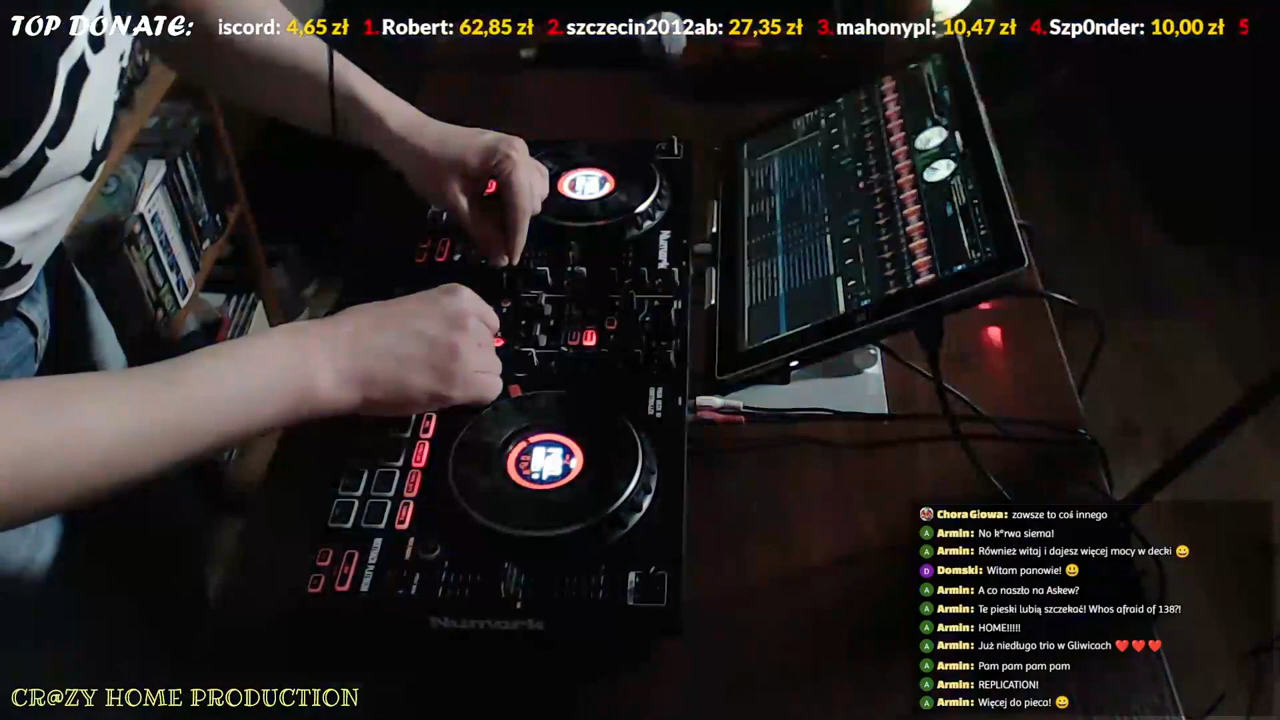 TOP DONATE: iscord: 4,65 zł 1. Robert: 62,85 zł 2. szczecin2012ab: 27,35 zł 3. mahonypl: 10,47 zł 4. Szp0nder: 10,00 zł 5
Numark
Numark
Chora Głowa: zawsze to coś innego
Armin: No k*rwa siema!
Armin: Również witaj i dajesz więcej mocy w decki 😀
D Domski: Witam panowie! 😀
Armin: A co naszło na Askew?
Armin: Te pieski lubią szczekać! Whos afraid of 138?!
Armin: HOME!!!!!
Armin: Już niedługo trio w Gliwicach ❤️ ❤️ ❤️
Armin: Pam pam pam pam
Armin: REPLICATION!
Armin: Więcej do pieca! 😀
CR@ZY HOME PRODUCTION